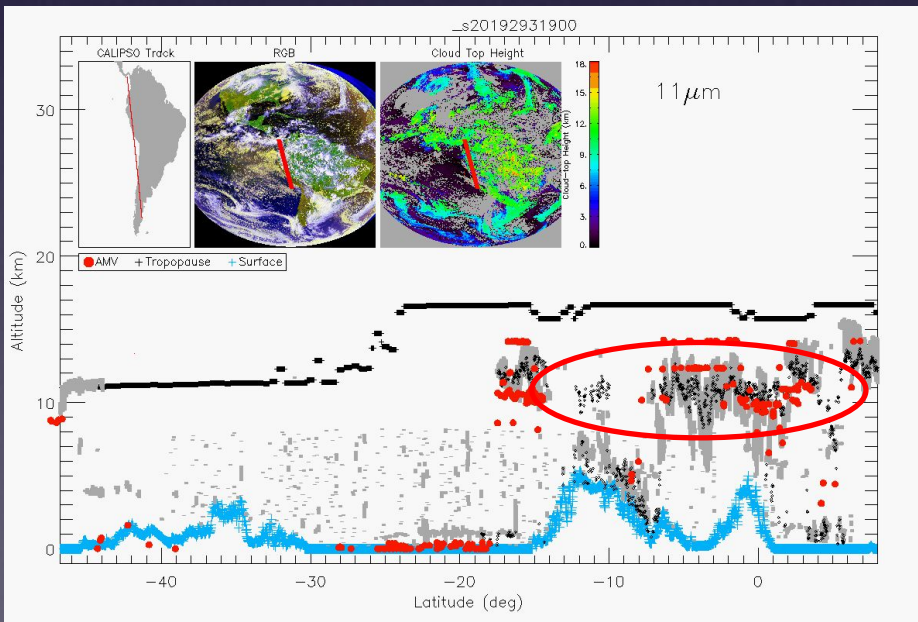 _s20192931900
CALIPSO Track
RGB
Cloud Top Height
11μm
18.
15.
12.
9.
6.
3.
0.
Cloud-top Height (km)
AMV
Tropopause
Surface
Altitude (km)
30
20
10
0
-40
-30
-20
-10
0
Latitude (deg)